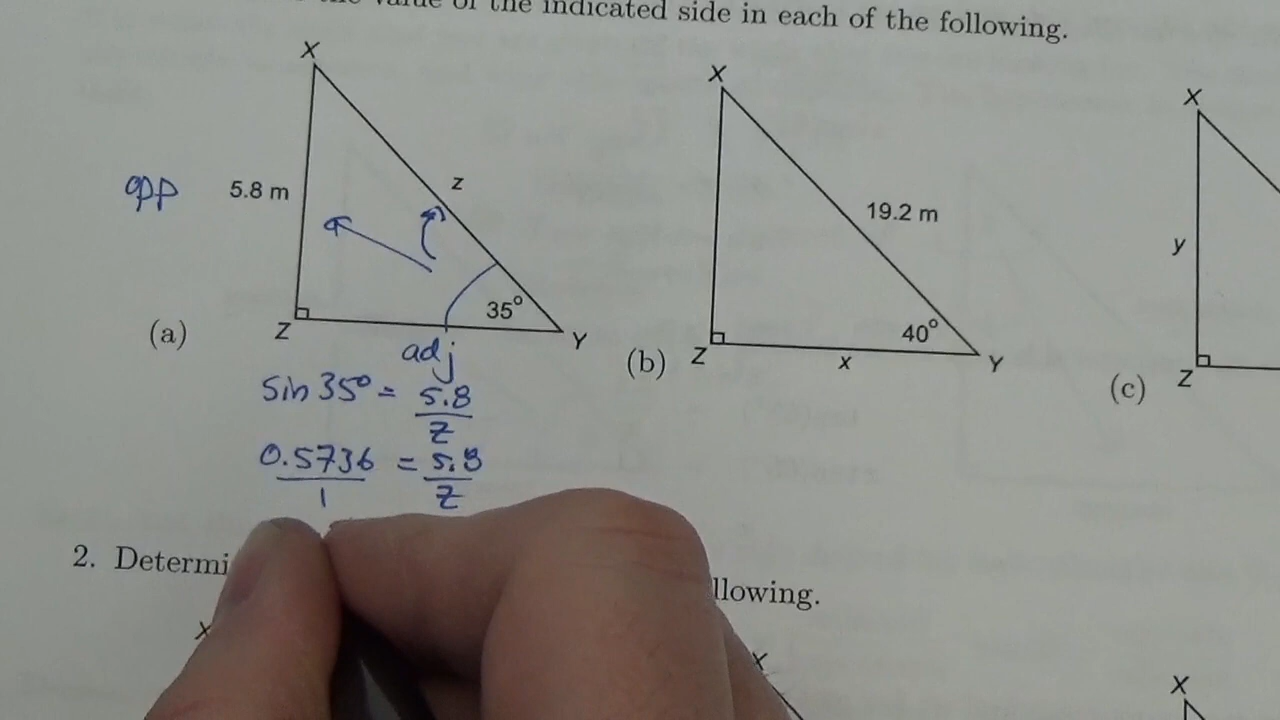 the value of the indicated side in each of the following.
X
opp
5.8 m
z
35°
Z
Y
(a)
adj
sin 35° = 5.8
z
0.5736 = 5.8
1 z
X
19.2 m
40°
Z
x
Y
(b)
X
y
Z
(c)
2. Determi
llowing.
X
X
X